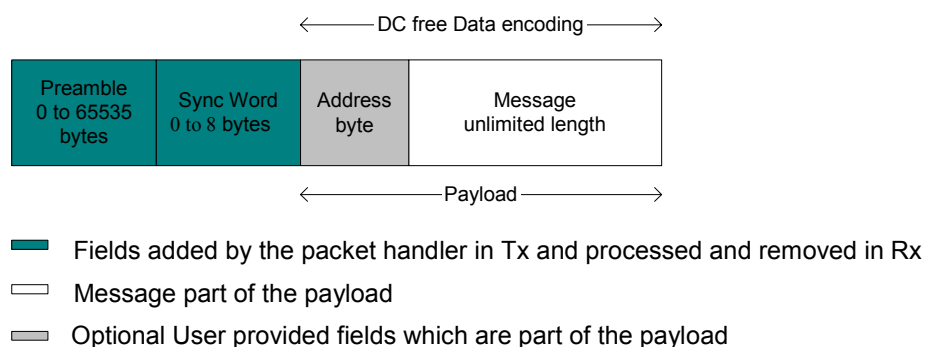 DC free Data encoding
Preamble
0 to 65535
bytes
Sync Word
0 to 8 bytes
Address
byte
Message
unlimited length
Payload
Fields added by the packet handler in Tx and processed and removed in Rx
Message part of the payload
Optional User provided fields which are part of the payload